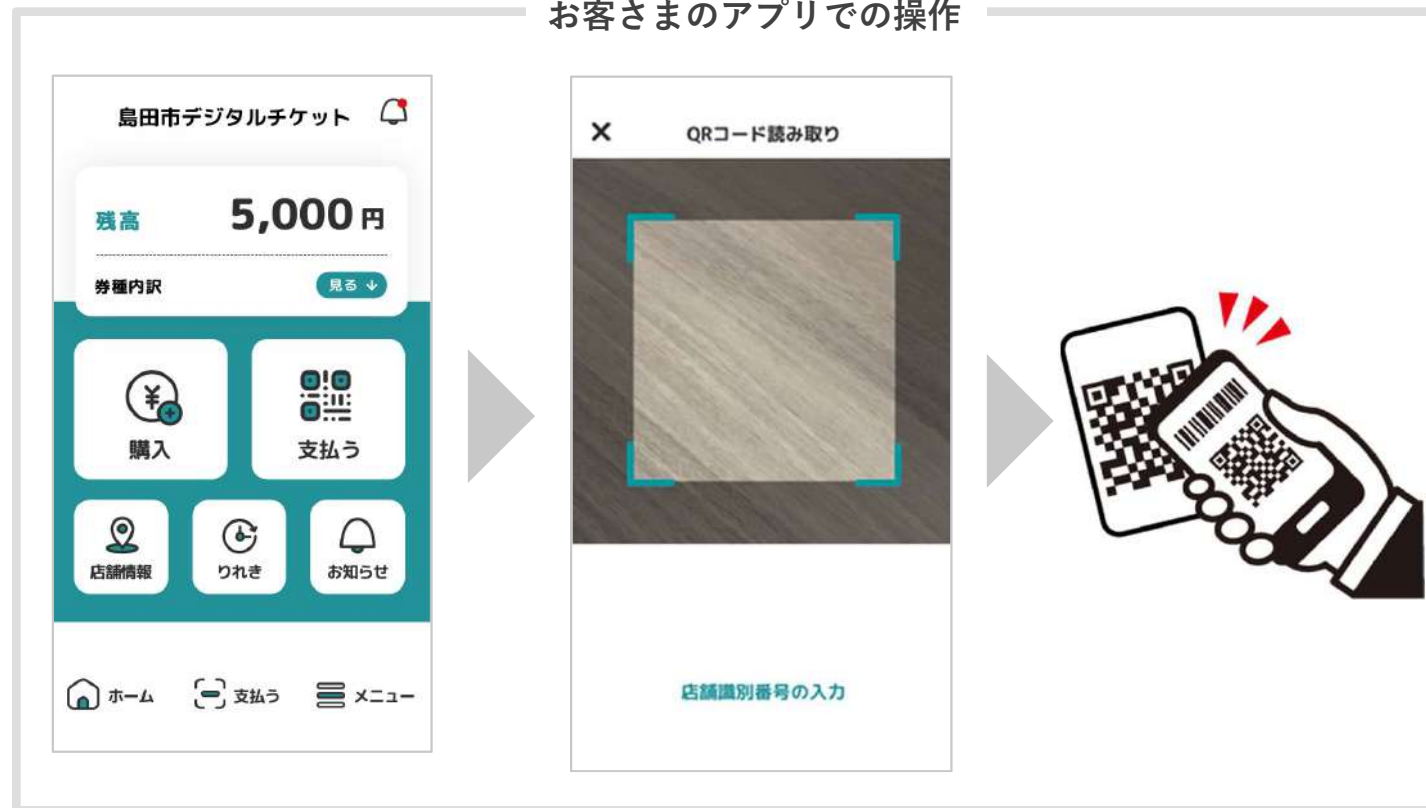 お客さまのアプリでの操作
島田市デジタルチケット
残高 5,000 円
券種内訳 見る ↓
購入 支払う
店舗情報 りれき お知らせ
ホーム 支払う メニュー
× QRコード読み取り
店舗識別番号の入力